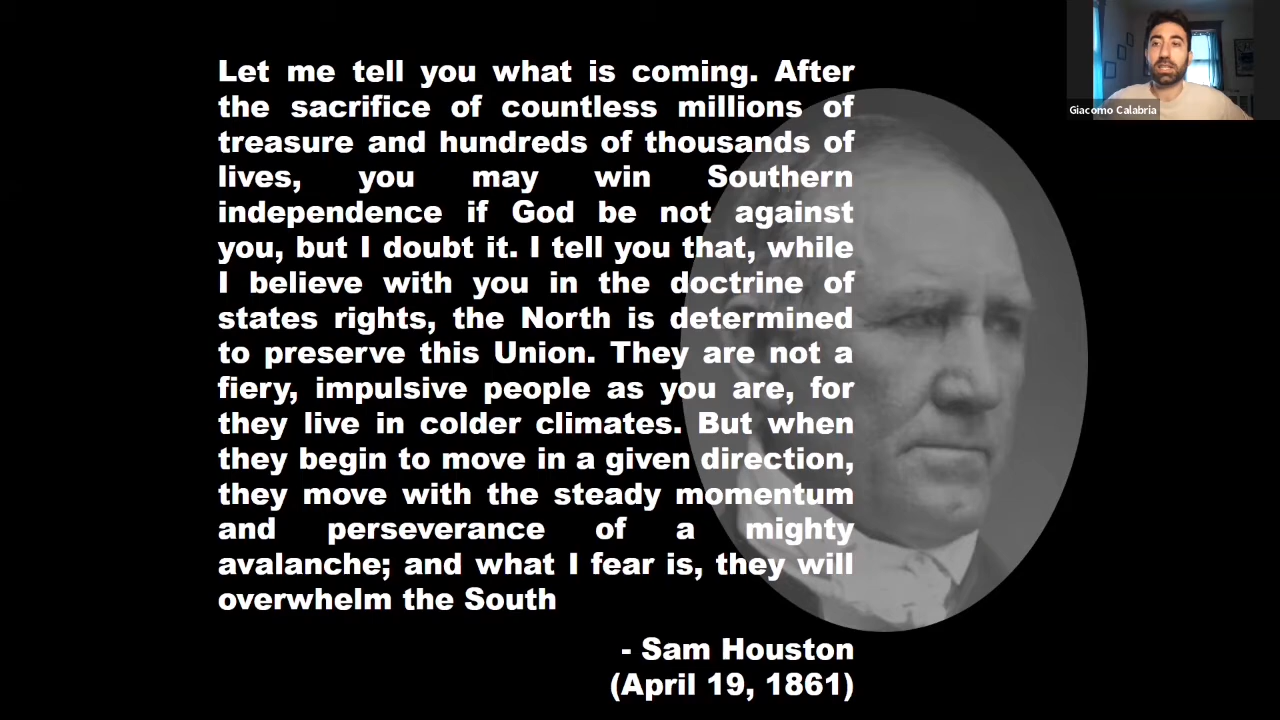 Let me tell you what is coming. After
the sacrifice of countless millions of
treasure and hundreds of thousands of
lives, you may win Southern
independence if God be not against
you, but I doubt it. I tell you that, while
I believe with you in the doctrine of
states rights, the North is determined
to preserve this Union. They are not a
fiery, impulsive people as you are, for
they live in colder climates. But when
they begin to move in a given direction,
they move with the steady momentum
and perseverance of a mighty
avalanche; and what I fear is, they will
overwhelm the South
- Sam Houston
(April 19, 1861)
Giacomo Calabria